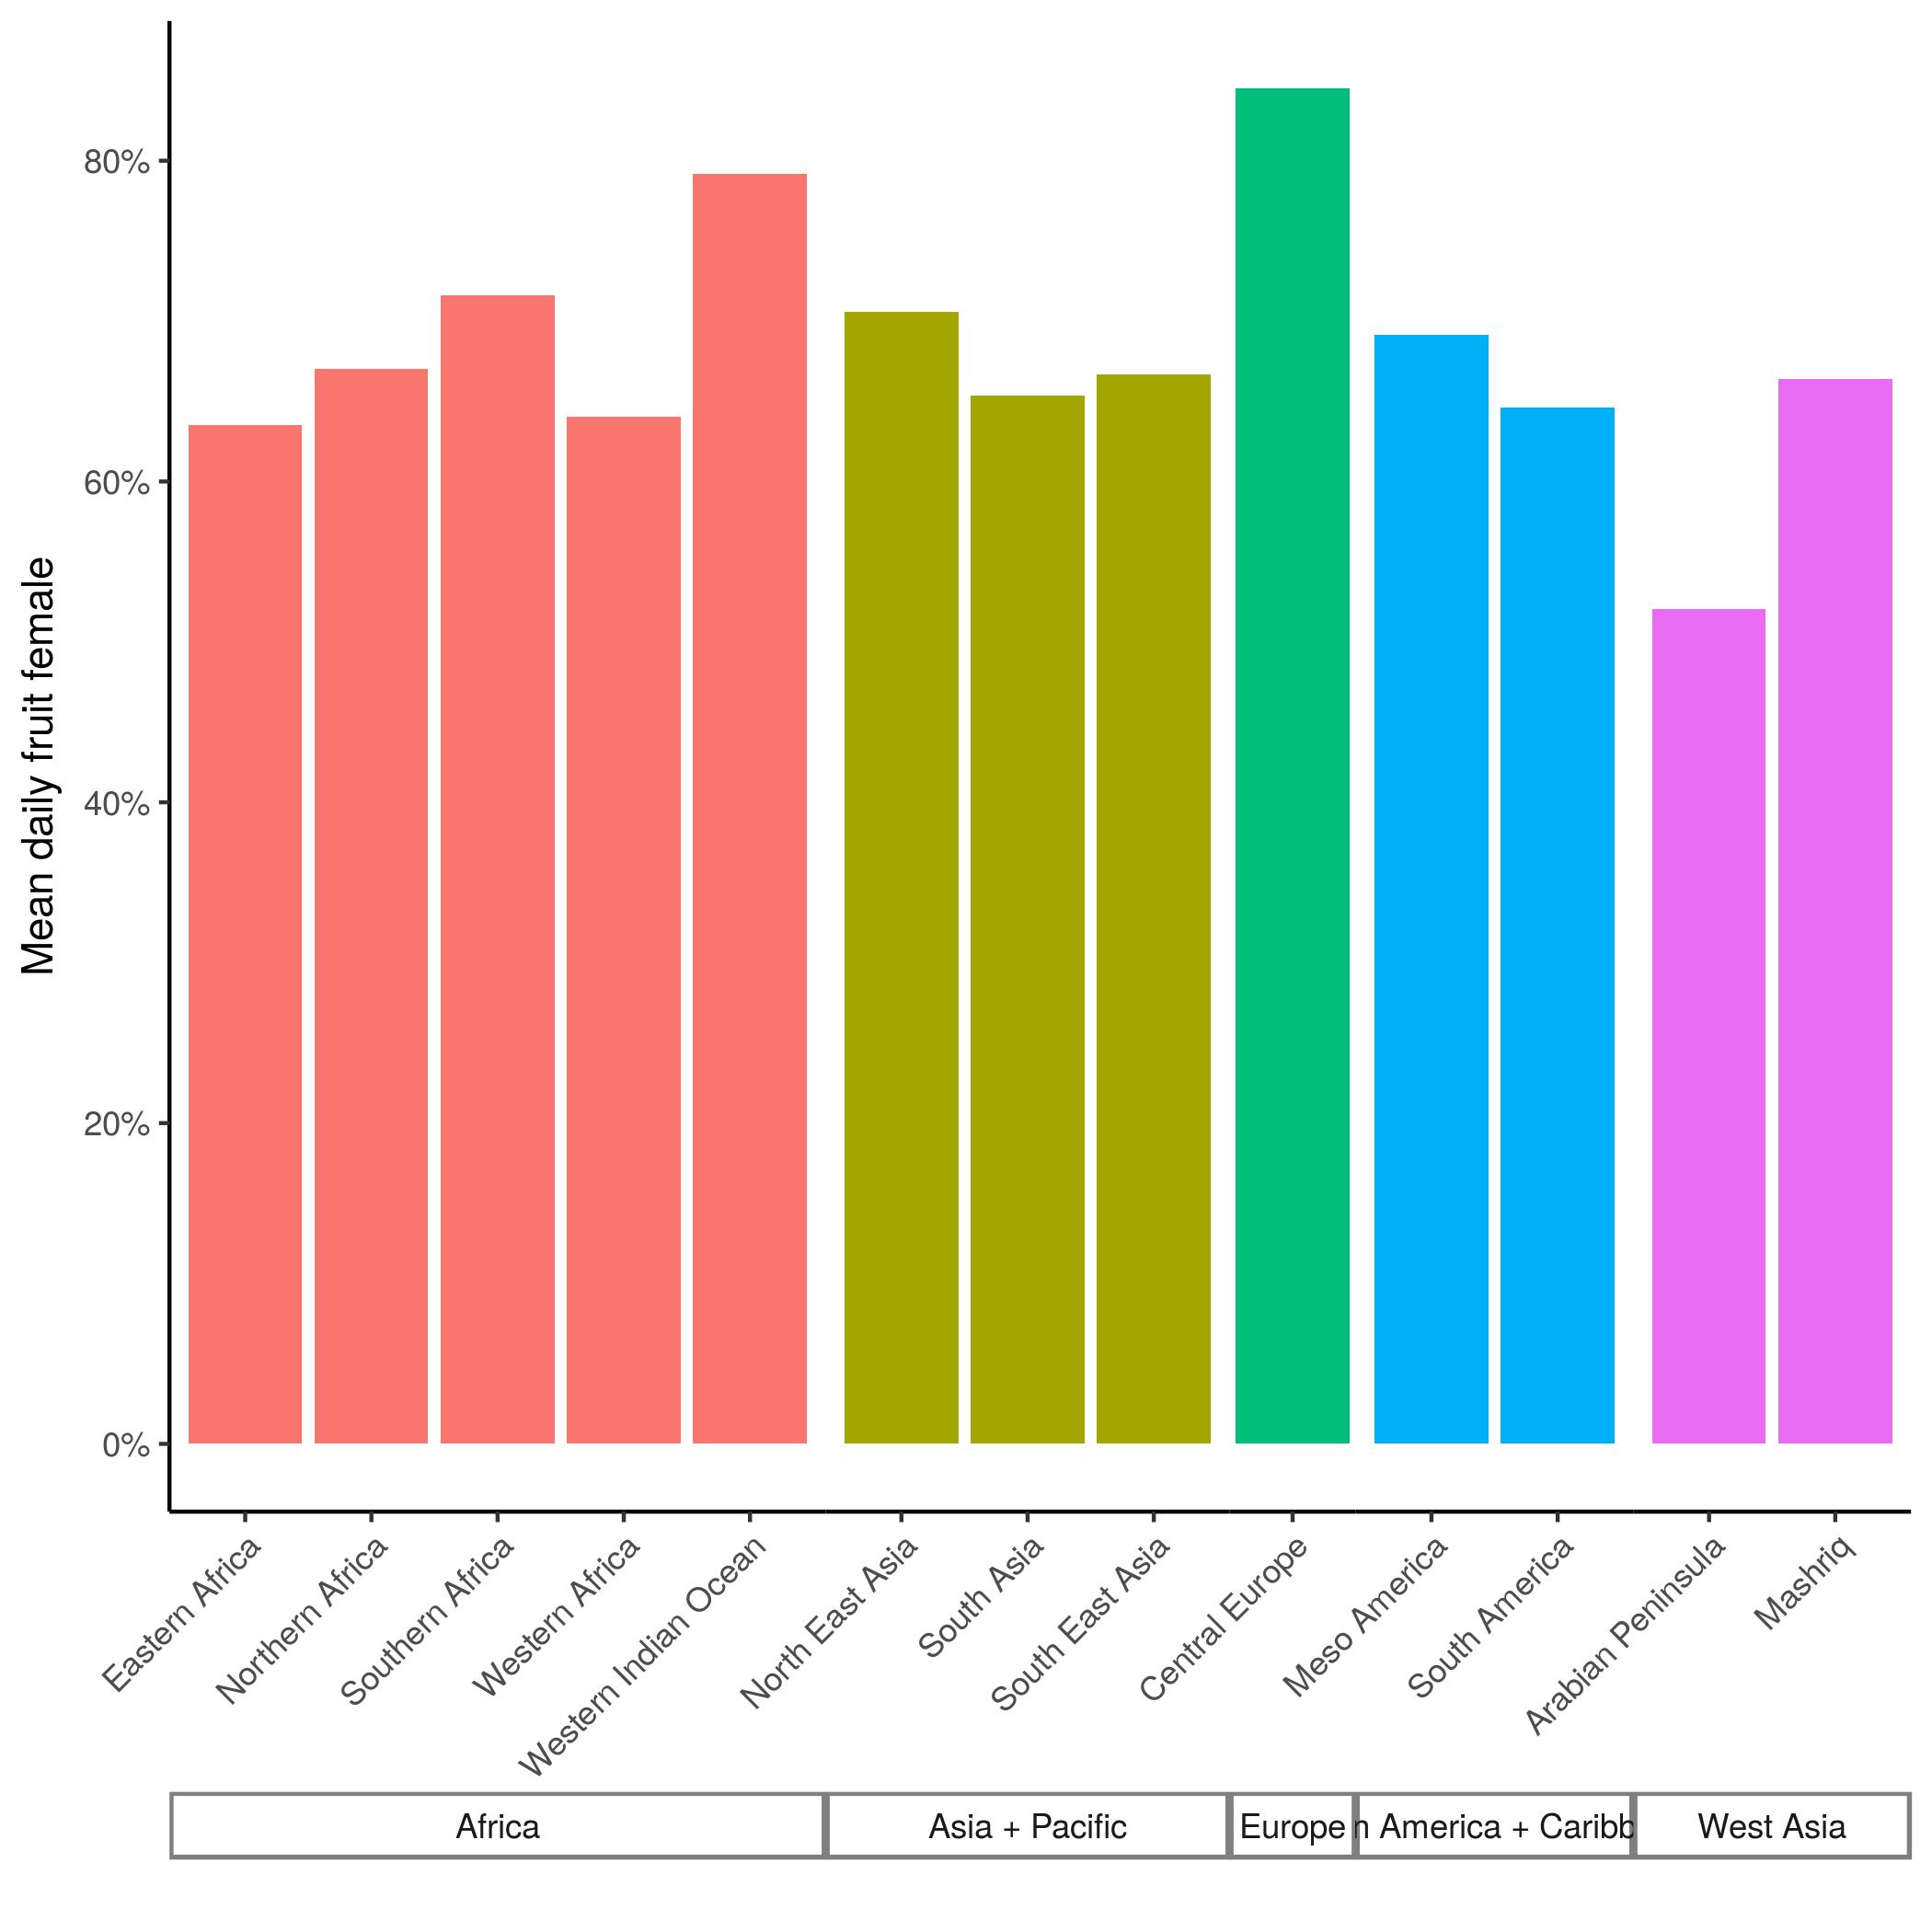 Mean daily fruit female
80%
60%
40%
20%
0%
Eastern Africa
Northern Africa
Southern Africa
Western Africa
Western Indian Ocean
North East Asia
South Asia
South East Asia
Central Europe
Meso America
South America
Arabian Peninsula
Mashriq
Africa
Asia + Pacific
Europe
n America + Caribb
West Asia